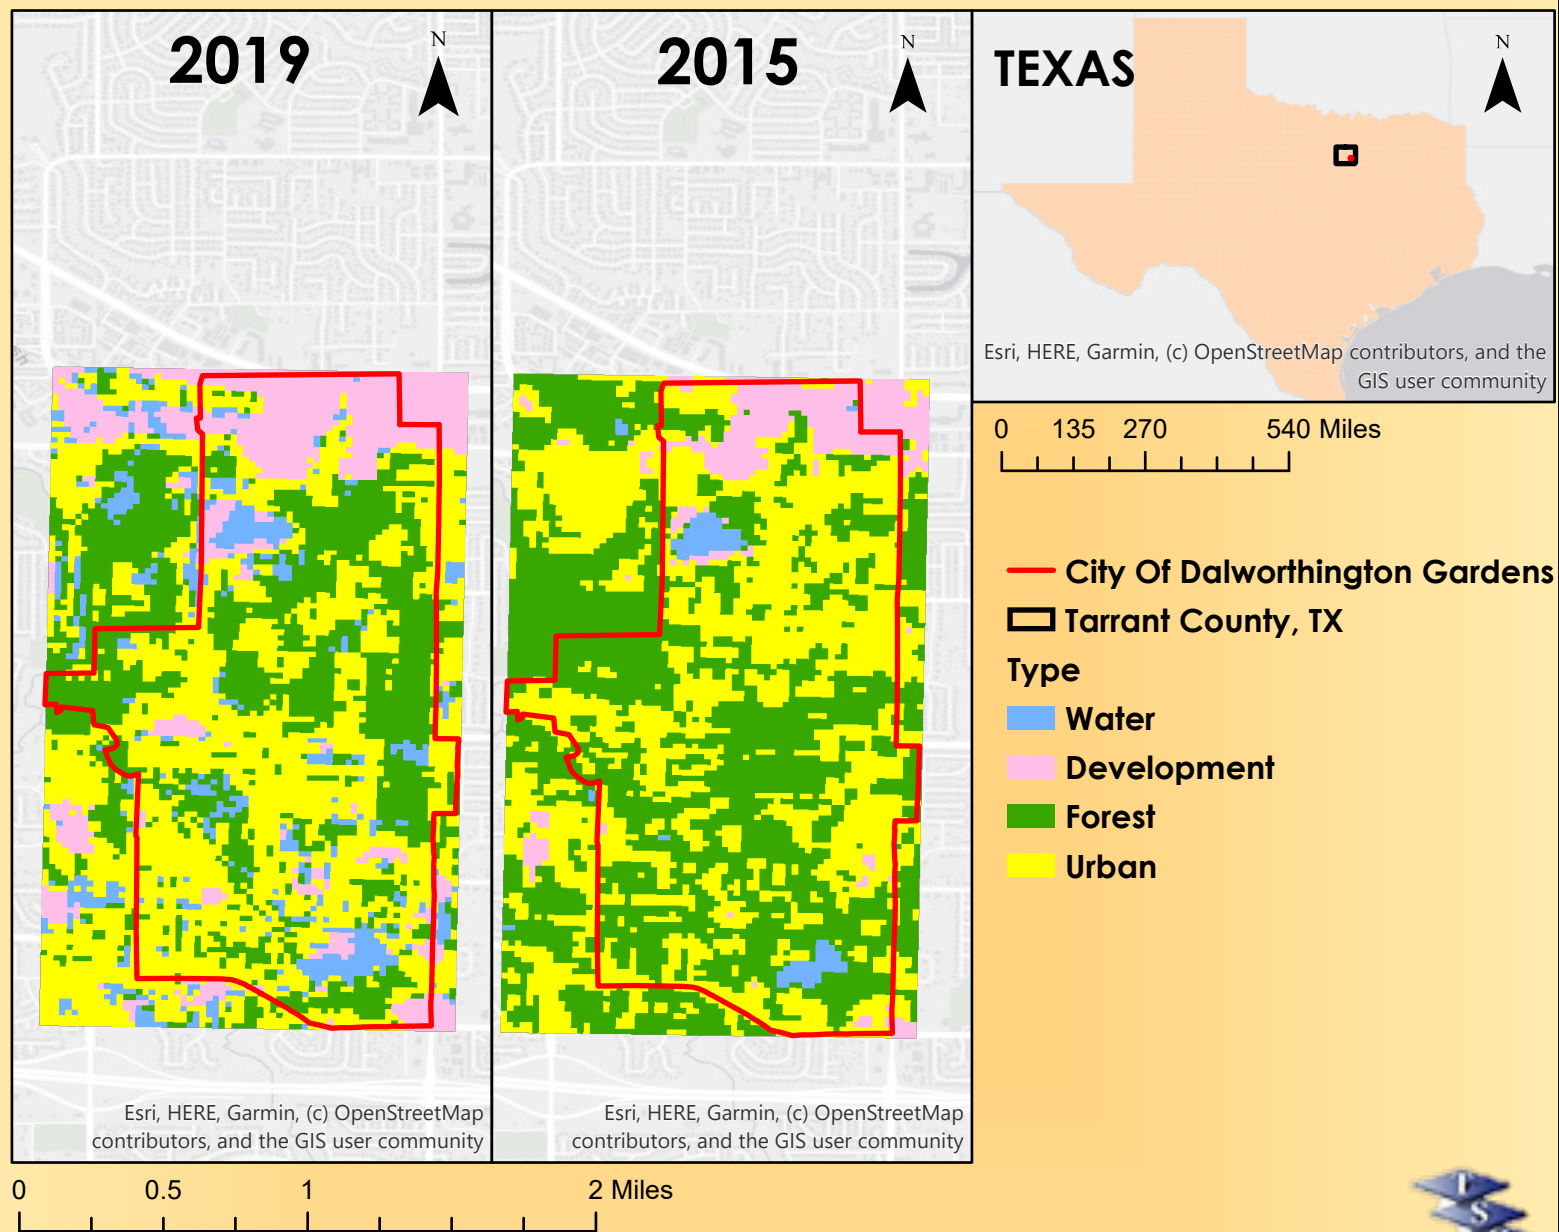 2019
N
2015
N
TEXAS
N
Esri, HERE, Garmin, (c) OpenStreetMap contributors, and the
GIS user community
0 135 270 540 Miles
City Of Dalworthington Gardens
Tarrant County, TX
Type
Water
Development
Forest
Urban
Esri, HERE, Garmin, (c) OpenStreetMap
contributors, and the GIS user community
Esri, HERE, Garmin, (c) OpenStreetMap
contributors, and the GIS user community
0 0.5 1 2 Miles
I
S